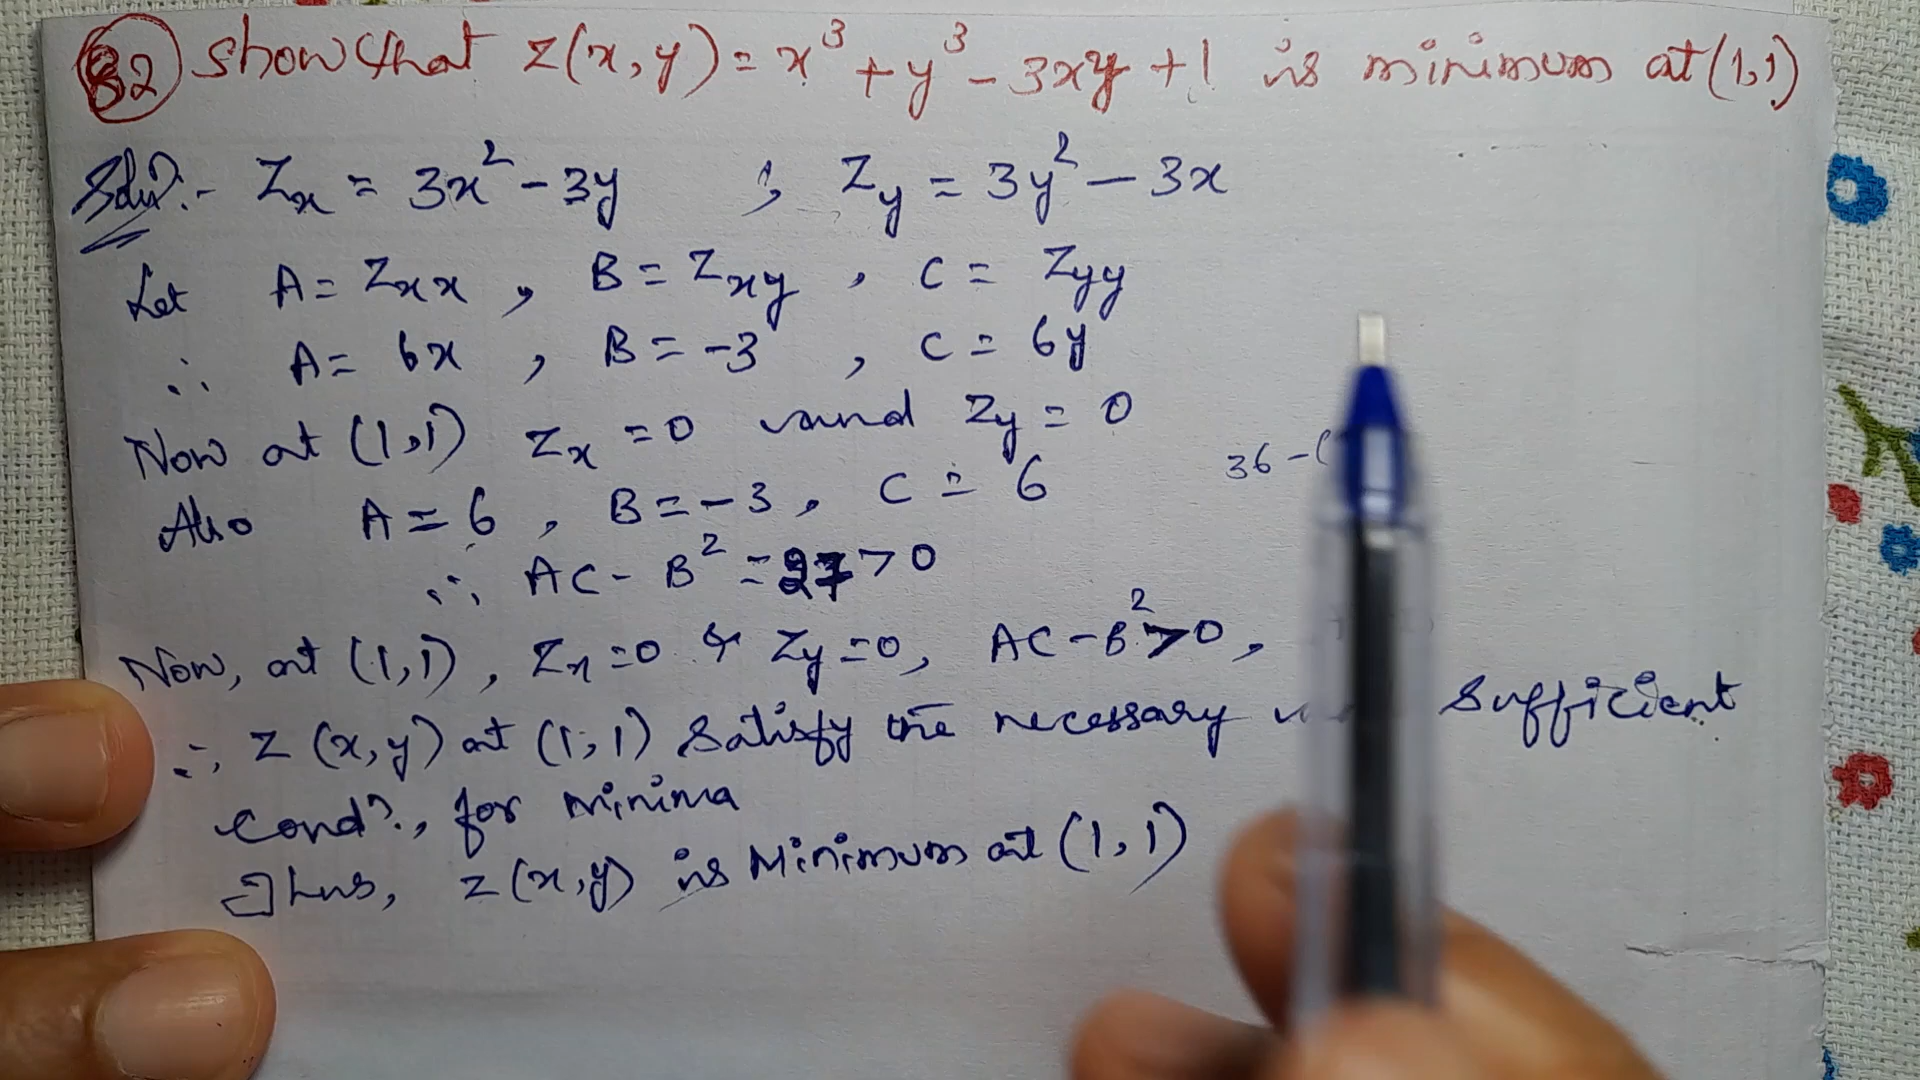 B2 Show that z(x,y) = x³ + y³ - 3xy + 1 is minimum at (1,1)
Soln:- Zx = 3x² - 3y ; Zy = 3y² - 3x
Let A = Zxx , B = Zxy , C = Zyy
∴ A = 6x , B = -3 , C = 6y
Now at (1,1) Zx = 0 and Zy = 0
36 - (
Also A = 6 , B = -3 , C = 6
∴ AC - B² = 27 > 0
Now, at (1,1) , Zx = 0 & Zy = 0, AC - B² > 0 ,
∴ z(x,y) at (1,1) Satisfy the necessary Sufficient
condn., for minima
Thus, z(x,y) is Minimum at (1,1)